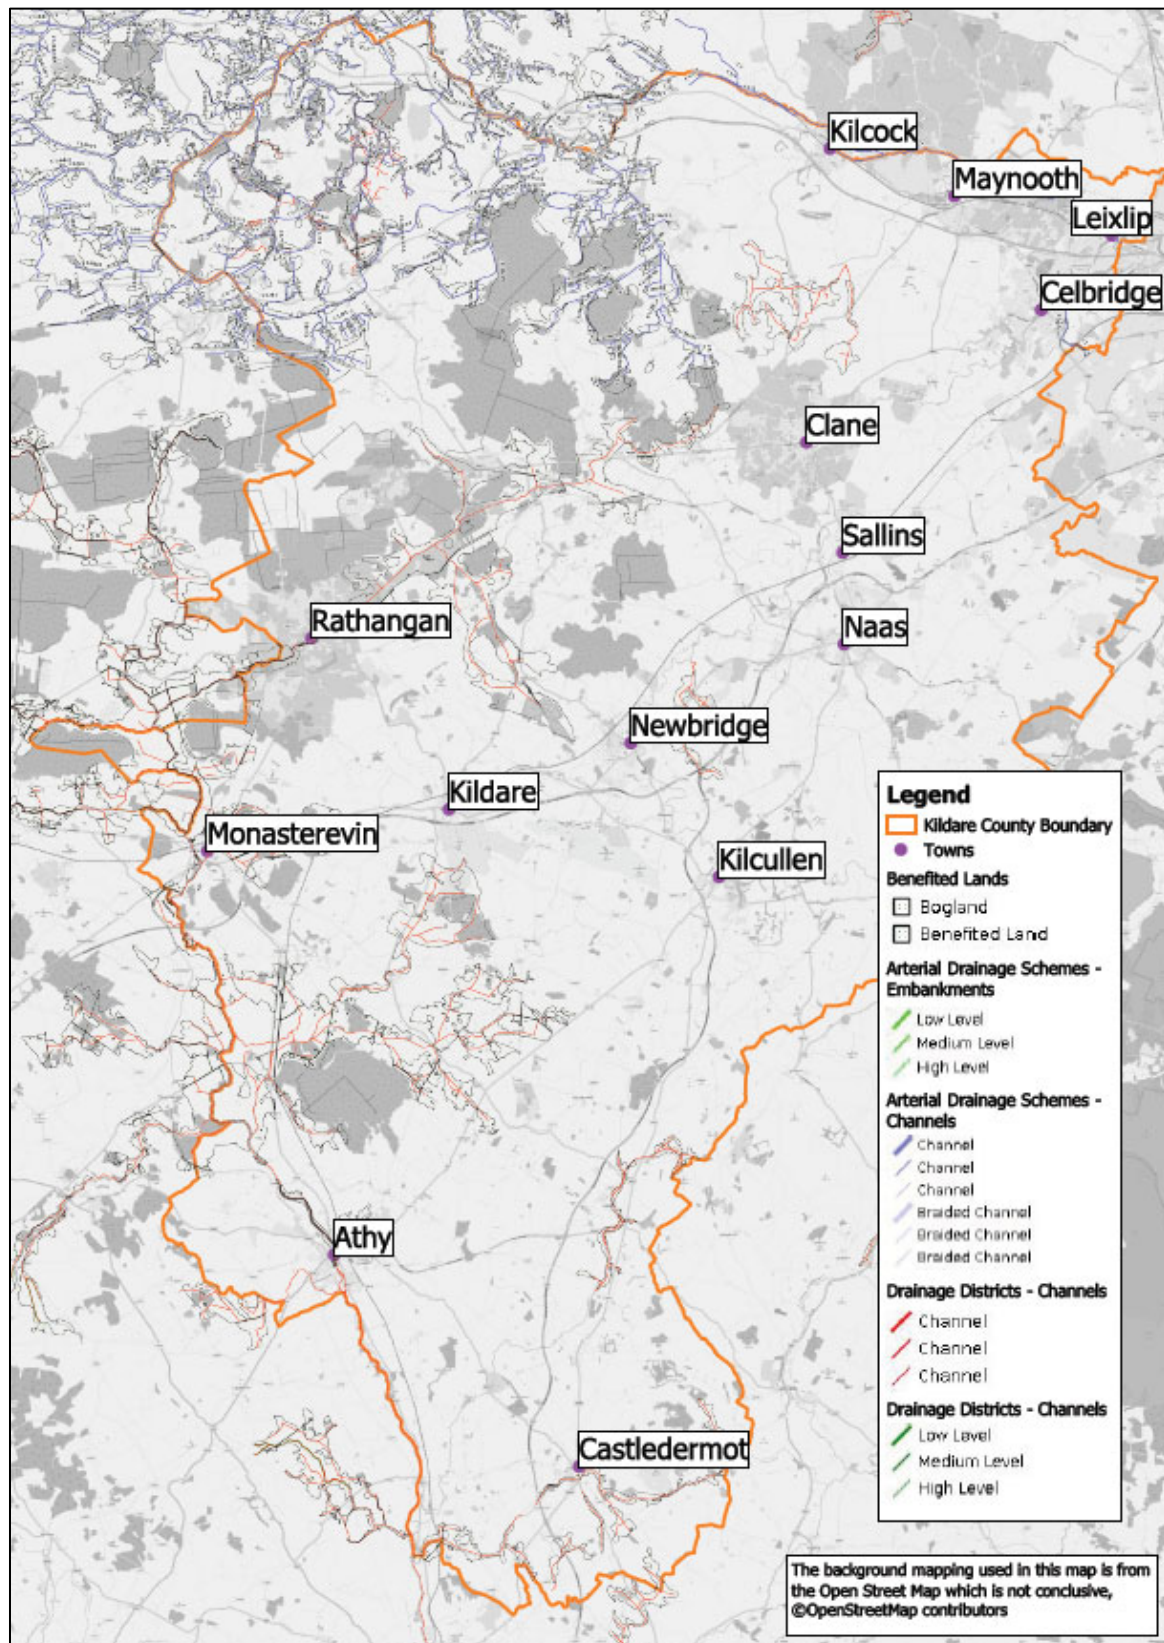 Kilcock
Maynooth
Leixlip
Celbridge
Clane
Sallins
Rathangan
Naas
Newbridge
Kildare
Monasterevin
Kilcullen
Athy
Castledermot
Legend
Kildare County Boundary
Towns
Benefited Lands
Bogland
Benefited Land
Arterial Drainage Schemes -
Embankments
Low Level
Medium Level
High Level
Arterial Drainage Schemes -
Channels
Channel
Channel
Channel
Braided Channel
Braided Channel
Braided Channel
Drainage Districts - Channels
Channel
Channel
Channel
Drainage Districts - Channels
Low Level
Medium Level
High Level
The background mapping used in this map is from
the Open Street Map which is not conclusive,
©OpenStreetMap contributors